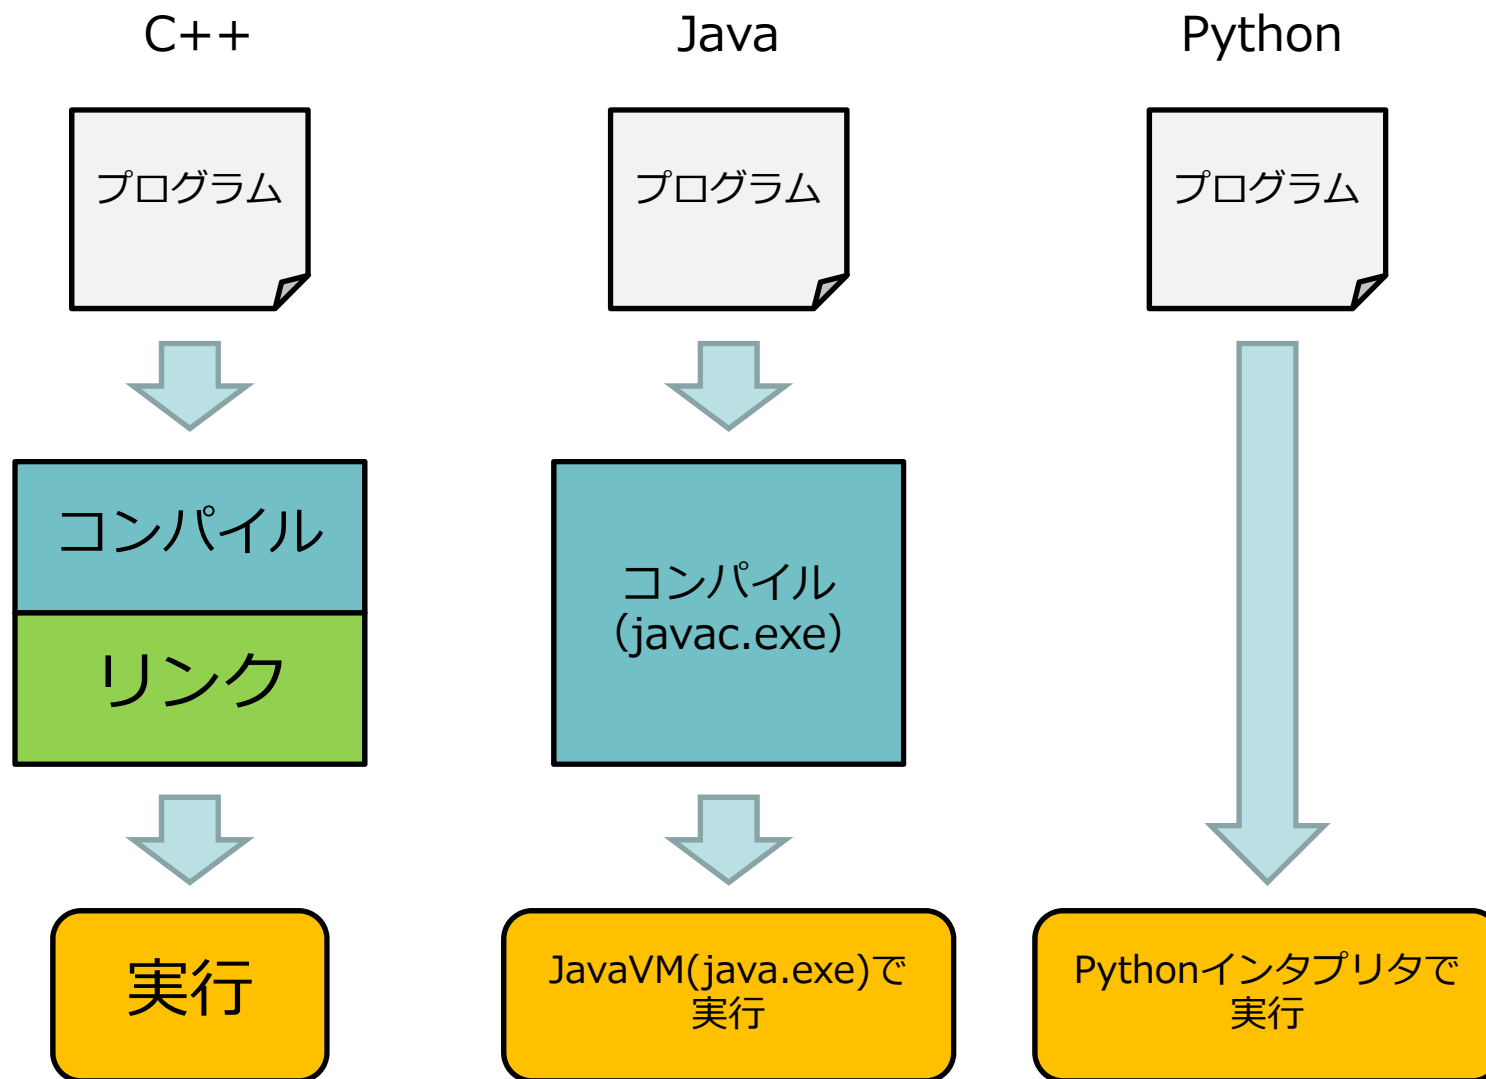 C++
Java
Python
プログラム
プログラム
プログラム
コンパイル
リンク
コンパイル
（javac.exe）
実行
JavaVM(java.exe)で
実行
Pythonインタプリタで
実行